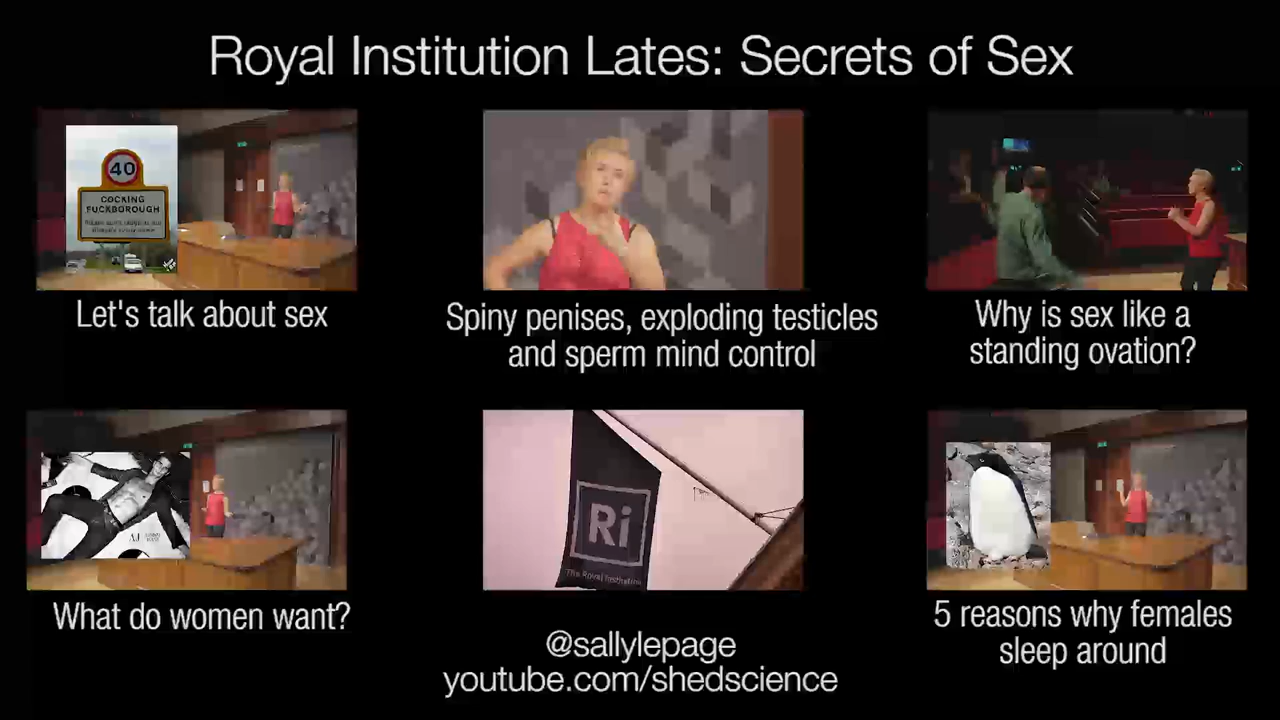 Royal Institution Lates: Secrets of Sex
40
COCKING
FUCKBOROUGH
Let's talk about sex
Spiny penises, exploding testicles
and sperm mind control
Why is sex like a
standing ovation?
AJ
Ri
The Royal Institution
What do women want?
@sallylepage
youtube.com/shedscience
5 reasons why females
sleep around